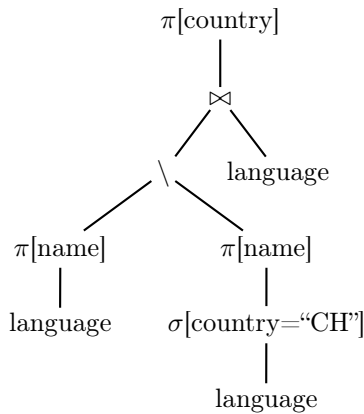 π[country]
⋈
\ language
π[name] π[name]
language σ[country=“CH”]
language